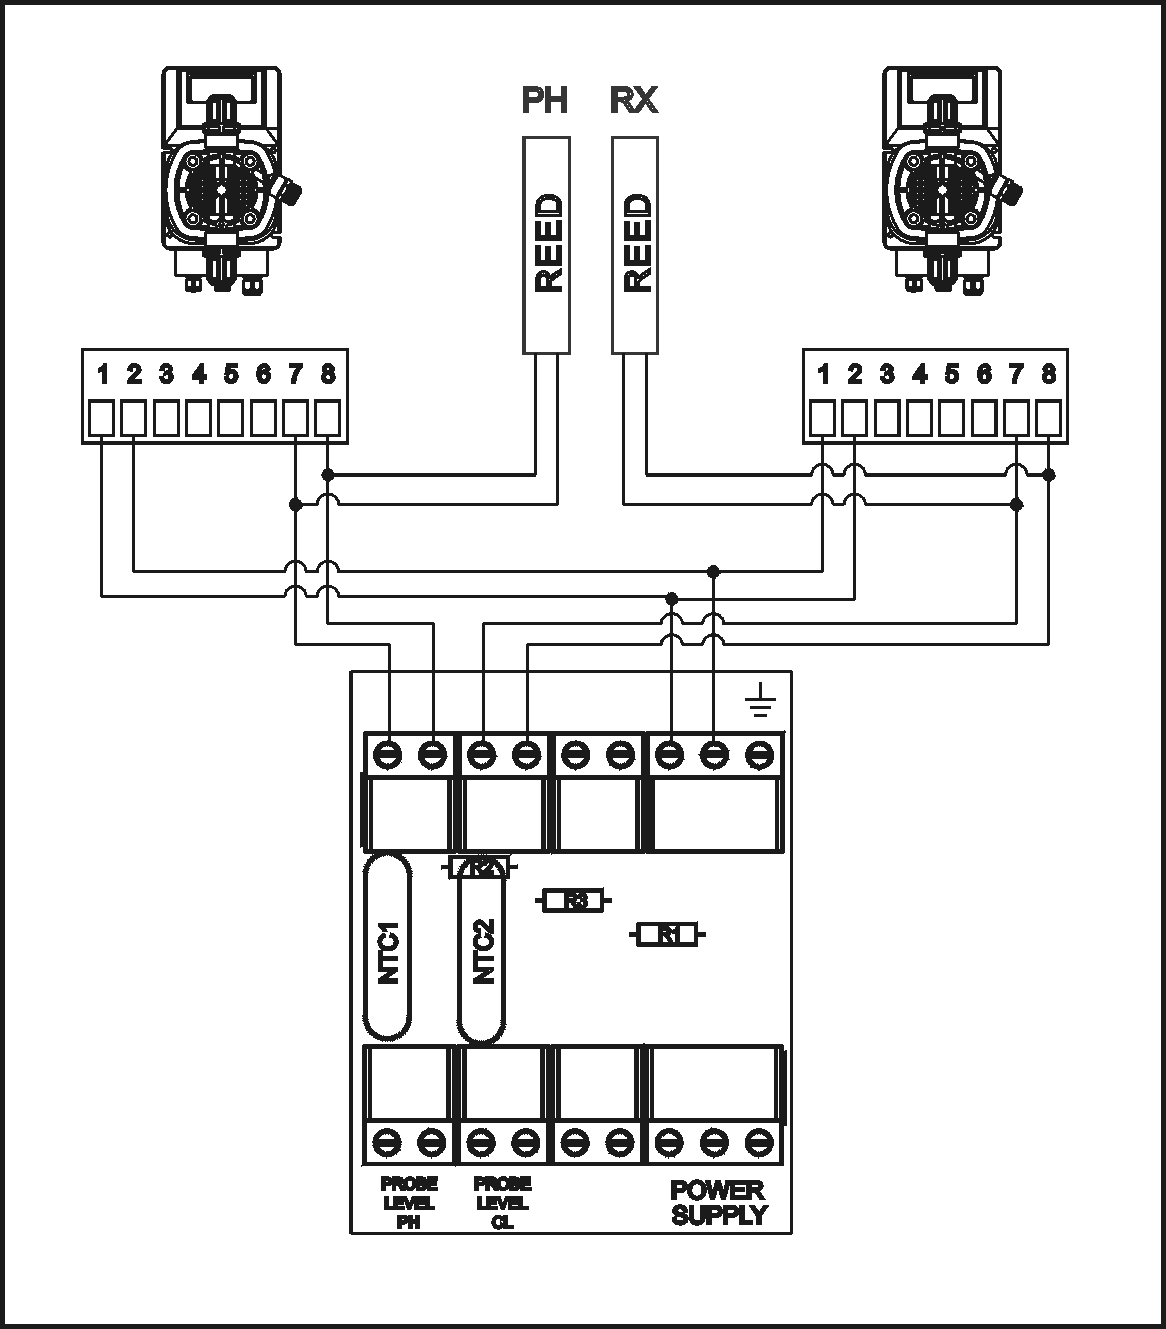 PH RX
REED REED
1 2 3 4 5 6 7 8
1 2 3 4 5 6 7 8
R2
R3
R1
NTC1 NTC2
PROBE LEVEL PH
PROBE LEVEL CL
POWER SUPPLY